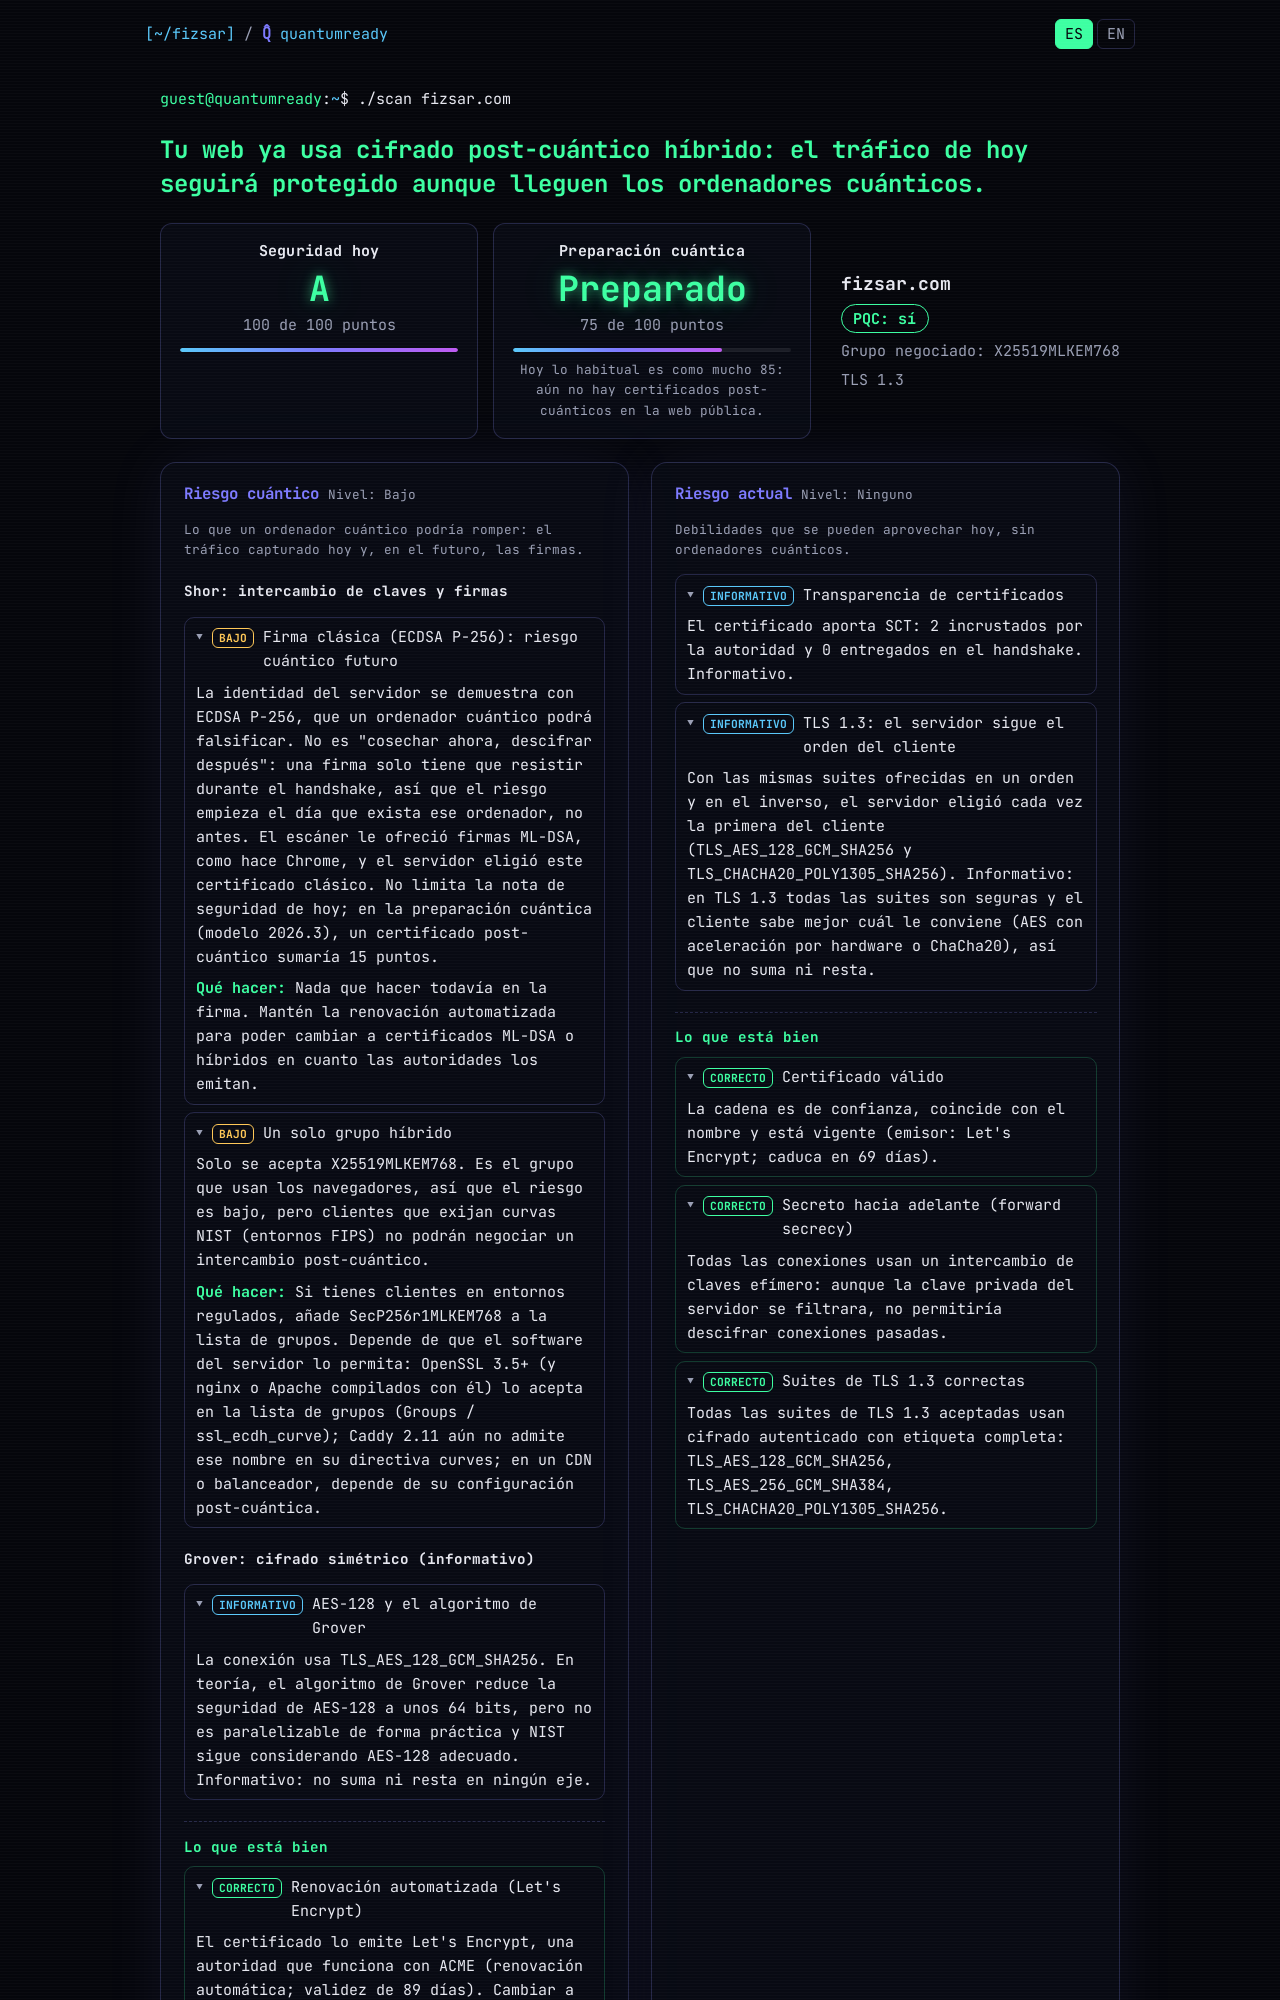 [~/fizsar] / Q quantumready
ES EN
guest@quantumready:~$ ./scan fizsar.com
Tu web ya usa cifrado post-cuántico híbrido: el tráfico de hoy
seguirá protegido aunque lleguen los ordenadores cuánticos.
Seguridad hoy
A
100 de 100 puntos
Preparación cuántica
Preparado
75 de 100 puntos
Hoy lo habitual es como mucho 85:
aún no hay certificados post-
cuánticos en la web pública.
fizsar.com
PQC: sí
Grupo negociado: X25519MLKEM768
TLS 1.3
Riesgo cuántico Nivel: Bajo
Lo que un ordenador cuántico podría romper: el
tráfico capturado hoy y, en el futuro, las firmas.
Shor: intercambio de claves y firmas
▾ BAJO Firma clásica (ECDSA P-256): riesgo
cuántico futuro
La identidad del servidor se demuestra con
ECDSA P-256, que un ordenador cuántico podrá
falsificar. No es "cosechar ahora, descifrar
después": una firma solo tiene que resistir
durante el handshake, así que el riesgo
empieza el día que exista ese ordenador, no
antes. El escáner le ofreció firmas ML-DSA,
como hace Chrome, y el servidor eligió este
certificado clásico. No limita la nota de
seguridad de hoy; en la preparación cuántica
(modelo 2026.3), un certificado post-
cuántico sumaría 15 puntos.
Qué hacer: Nada que hacer todavía en la
firma. Mantén la renovación automatizada
para poder cambiar a certificados ML-DSA o
híbridos en cuanto las autoridades los
emitan.
▾ BAJO Un solo grupo híbrido
Solo se acepta X25519MLKEM768. Es el grupo
que usan los navegadores, así que el riesgo
es bajo, pero clientes que exijan curvas
NIST (entornos FIPS) no podrán negociar un
intercambio post-cuántico.
Qué hacer: Si tienes clientes en entornos
regulados, añade SecP256r1MLKEM768 a la
lista de grupos. Depende de que el software
del servidor lo permita: OpenSSL 3.5+ (y
nginx o Apache compilados con él) lo acepta
en la lista de grupos (Groups /
ssl_ecdh_curve); Caddy 2.11 aún no admite
ese nombre en su directiva curves; en un CDN
o balanceador, depende de su configuración
post-cuántica.
Grover: cifrado simétrico (informativo)
▾ INFORMATIVO AES-128 y el algoritmo de
Grover
La conexión usa TLS_AES_128_GCM_SHA256. En
teoría, el algoritmo de Grover reduce la
seguridad de AES-128 a unos 64 bits, pero no
es paralelizable de forma práctica y NIST
sigue considerando AES-128 adecuado.
Informativo: no suma ni resta en ningún eje.
Lo que está bien
▾ CORRECTO Renovación automatizada (Let's
Encrypt)
El certificado lo emite Let's Encrypt, una
autoridad que funciona con ACME (renovación
automática; validez de 89 días). Cambiar a
Riesgo actual Nivel: Ninguno
Debilidades que se pueden aprovechar hoy, sin
ordenadores cuánticos.
▾ INFORMATIVO Transparencia de certificados
El certificado aporta SCT: 2 incrustados por
la autoridad y 0 entregados en el handshake.
Informativo.
▾ INFORMATIVO TLS 1.3: el servidor sigue el
orden del cliente
Con las mismas suites ofrecidas en un orden
y en el inverso, el servidor eligió cada vez
la primera del cliente
(TLS_AES_128_GCM_SHA256 y
TLS_CHACHA20_POLY1305_SHA256). Informativo:
en TLS 1.3 todas las suites son seguras y el
cliente sabe mejor cuál le conviene (AES con
aceleración por hardware o ChaCha20), así
que no suma ni resta.
Lo que está bien
▾ CORRECTO Certificado válido
La cadena es de confianza, coincide con el
nombre y está vigente (emisor: Let's
Encrypt; caduca en 69 días).
▾ CORRECTO Secreto hacia adelante (forward
secrecy)
Todas las conexiones usan un intercambio de
claves efímero: aunque la clave privada del
servidor se filtrara, no permitiría
descifrar conexiones pasadas.
▾ CORRECTO Suites de TLS 1.3 correctas
Todas las suites de TLS 1.3 aceptadas usan
cifrado autenticado con etiqueta completa:
TLS_AES_128_GCM_SHA256,
TLS_AES_256_GCM_SHA384,
TLS_CHACHA20_POLY1305_SHA256.